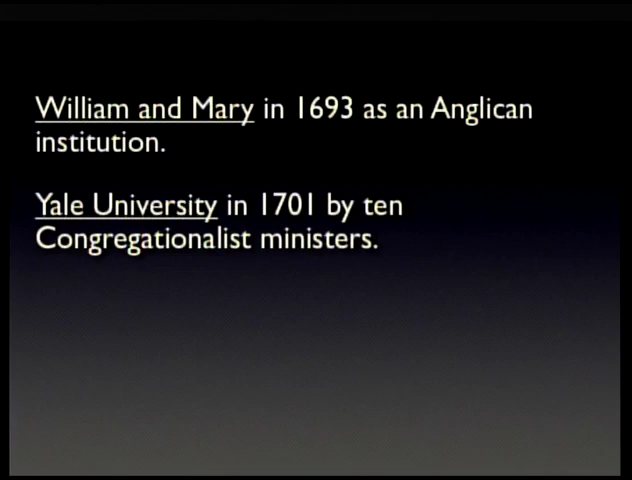 William and Mary in 1693 as an Anglican
institution.
Yale University in 1701 by ten
Congregationalist ministers.